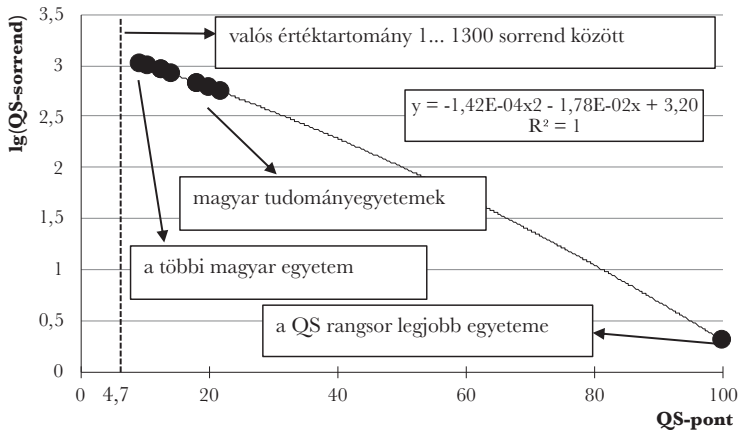 3,5
3
2,5
2
1,5
1
0,5
0
lg(QS-sorrend)
valós értéktartomány 1... 1300 sorrend között
y = -1,42E-04x2 - 1,78E-02x + 3,20
R² = 1
magyar tudományegyetemek
a többi magyar egyetem
a QS rangsor legjobb egyeteme
0 4,7 20 40 60 80 100
QS-pont